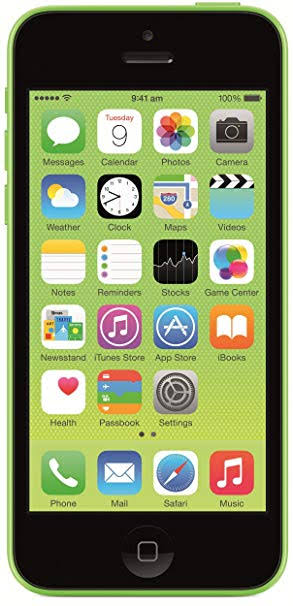 9:41 am 100%
Tuesday
9
Messages Calendar Photos Camera
280
Weather Clock Maps Videos
Notes Reminders Stocks Game Center
Newsstand iTunes Store App Store iBooks
Health Passbook Settings
Phone Mail Safari Music